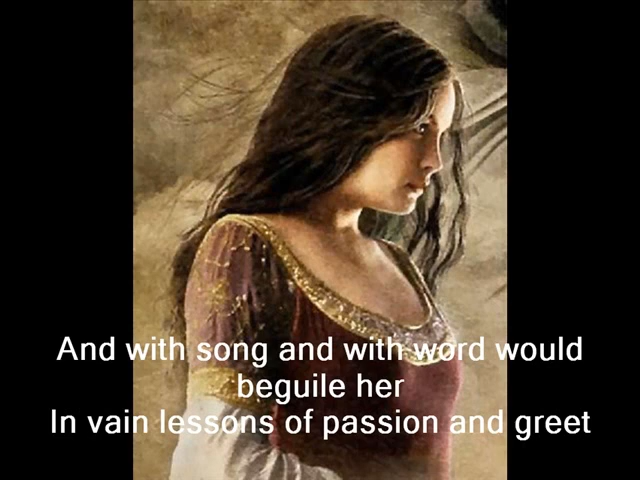 And with song and with word would
beguile her
In vain lessons of passion and greet